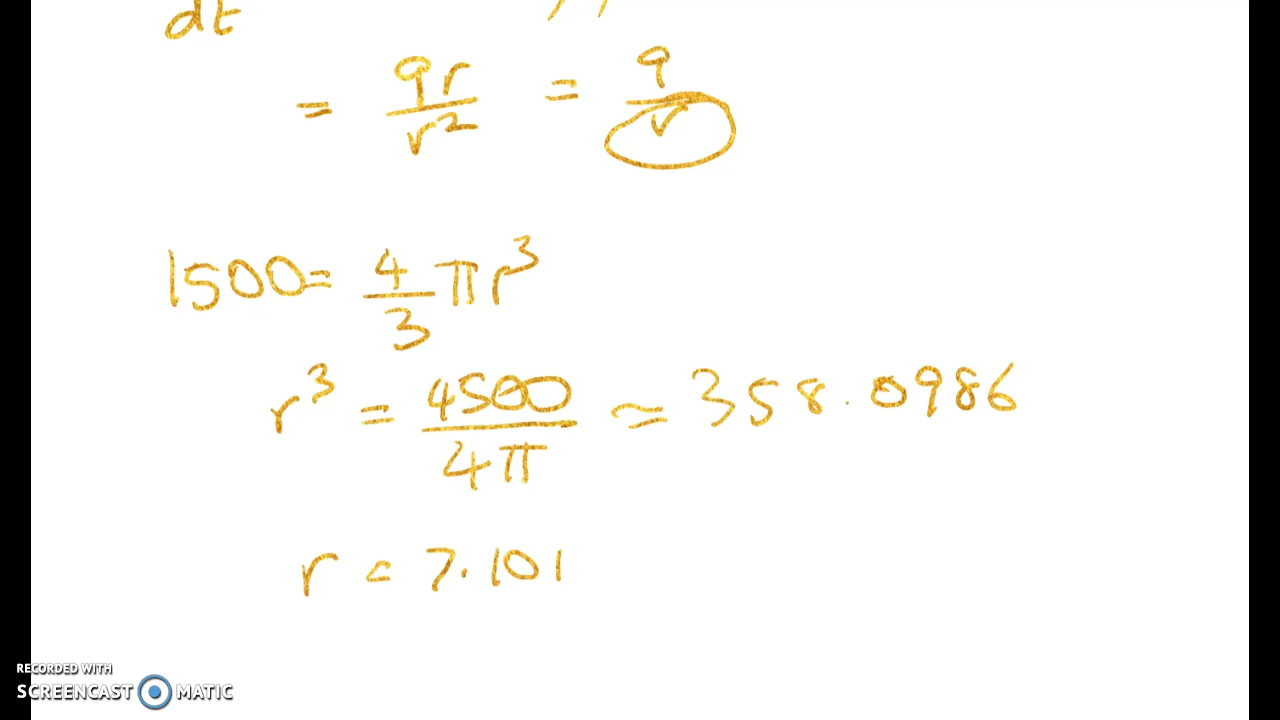 dt
= 9r/r² = 9/r
1500 = 4/3 πr³
r³ = 4500/4π ≃ 358.0986
r = 7.101
RECORDED WITH
SCREENCAST MATIC